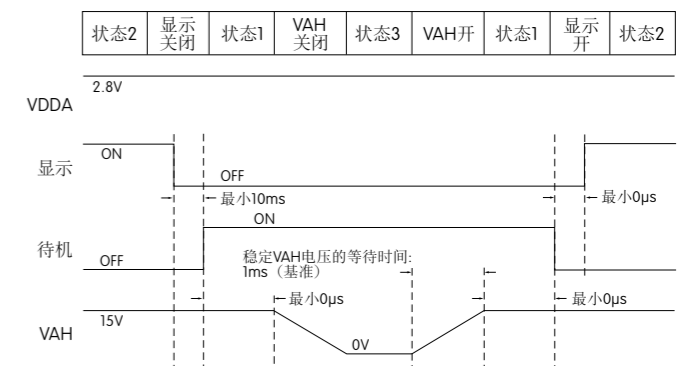 状态2
显示
关闭
状态1
VAH
关闭
状态3
VAH开
状态1
显示
开
状态2
VDDA
2.8V
显示
ON
OFF
最小10ms
最小0μs
待机
OFF
ON
稳定VAH电压的等待时间:
1ms（基准）
最小0μs
最小0μs
VAH
15V
0V